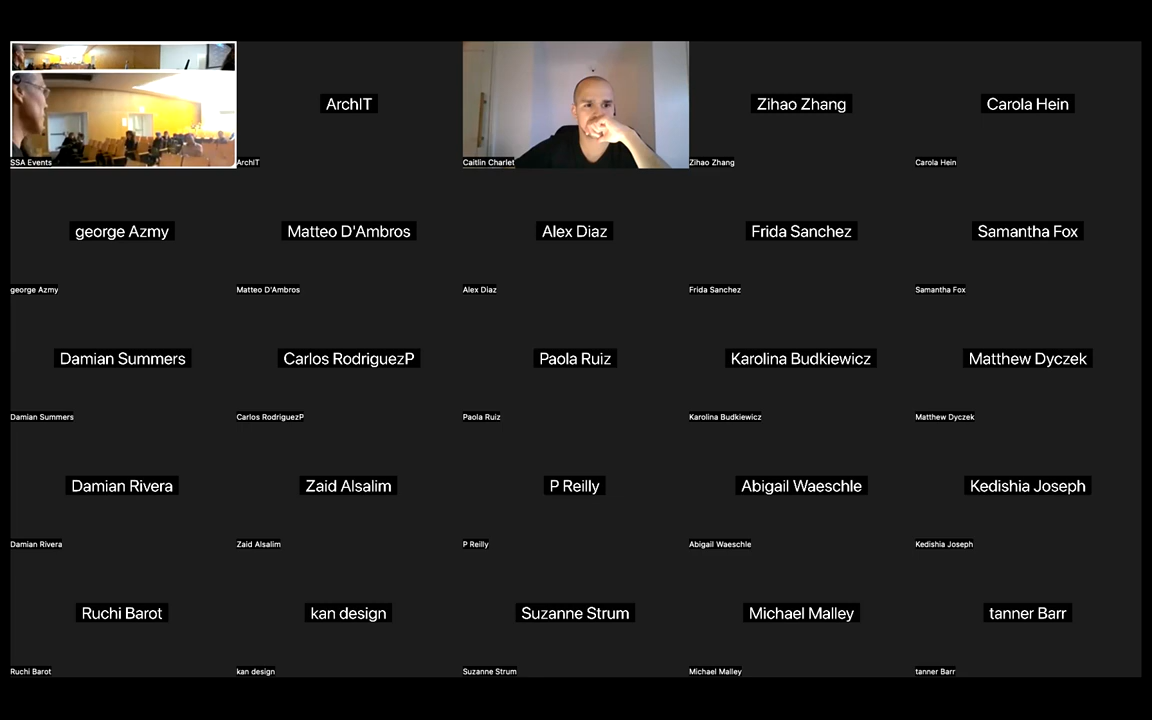 SSA Events
ArchIT
ArchIT
Caitlin Charlet
Zihao Zhang
Zihao Zhang
Carola Hein
Carola Hein
george Azmy
george Azmy
Matteo D'Ambros
Matteo D'Ambros
Alex Diaz
Alex Diaz
Frida Sanchez
Frida Sanchez
Samantha Fox
Samantha Fox
Damian Summers
Damian Summers
Carlos RodriguezP
Carlos RodriguezP
Paola Ruiz
Paola Ruiz
Karolina Budkiewicz
Karolina Budkiewicz
Matthew Dyczek
Matthew Dyczek
Damian Rivera
Damian Rivera
Zaid Alsalim
Zaid Alsalim
P Reilly
P Reilly
Abigail Waeschle
Abigail Waeschle
Kedishia Joseph
Kedishia Joseph
Ruchi Barot
Ruchi Barot
kan design
kan design
Suzanne Strum
Suzanne Strum
Michael Malley
Michael Malley
tanner Barr
tanner Barr